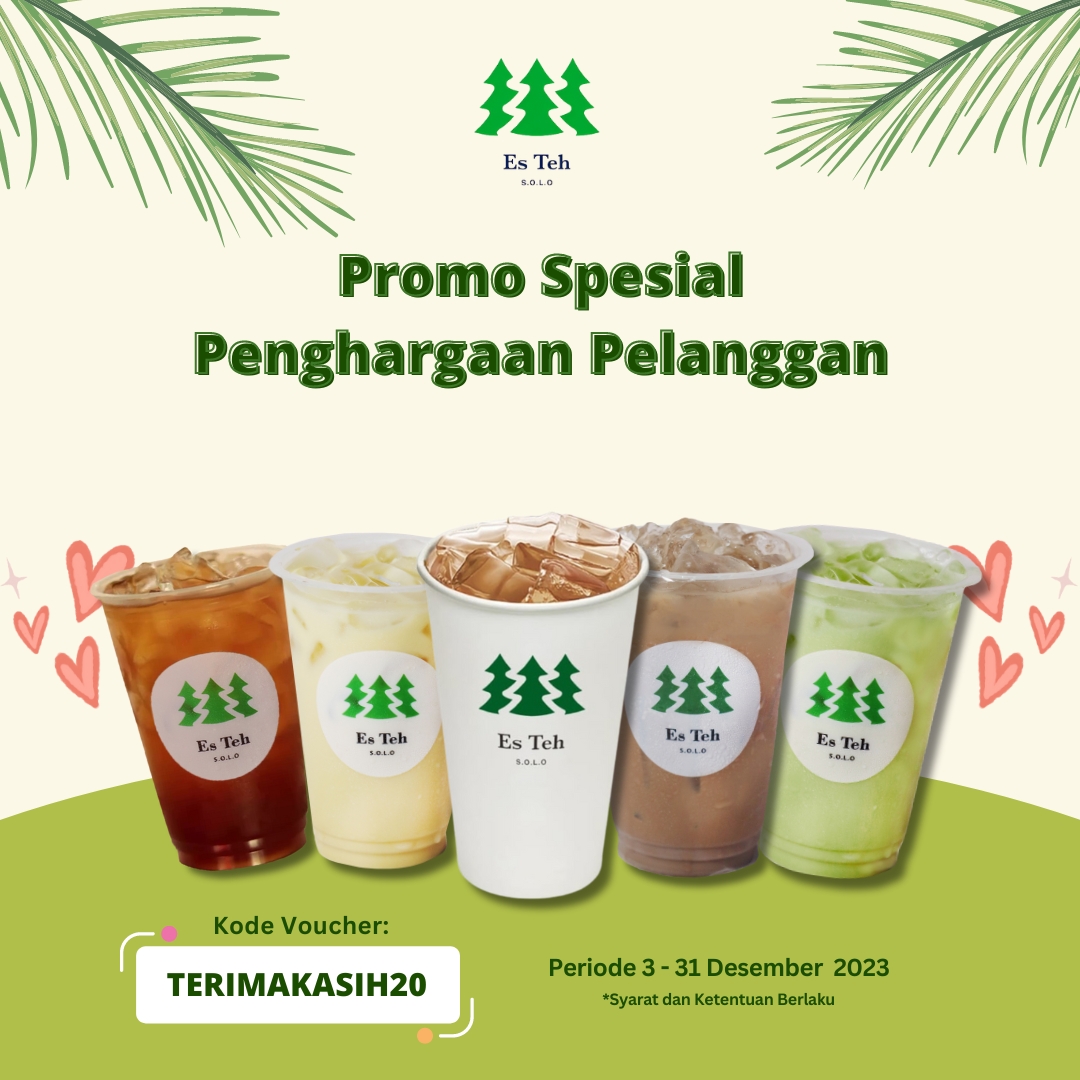 Es Teh
S.O.L.O
Promo Spesial
Penghargaan Pelanggan
Es Teh
S.O.L.O
Es Teh
S.O.L.O
Es Teh
S.O.L.O
Es Teh
S.O.L.O
Es Teh
S.O.L.O
Kode Voucher:
TERIMAKASIH20
Periode 3 - 31 Desember 2023
*Syarat dan Ketentuan Berlaku